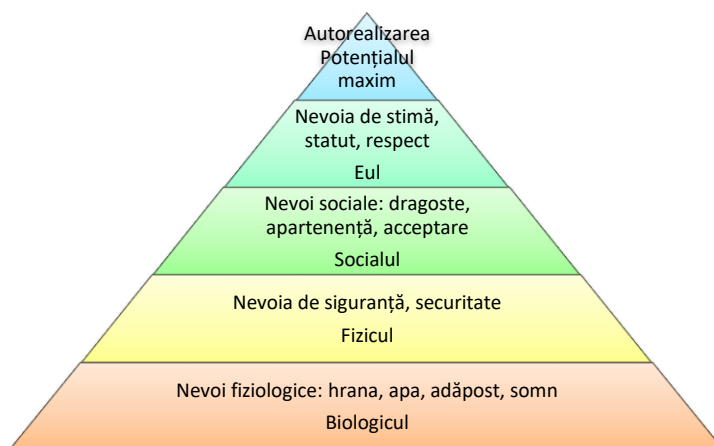 Autorealizarea
Potențialul
maxim
Nevoia de stimă,
statut, respect
Eul
Nevoi sociale: dragoste,
apartenență, acceptare
Socialul
Nevoia de siguranță, securitate
Fizicul
Nevoi fiziologice: hrana, apa, adăpost, somn
Biologicul